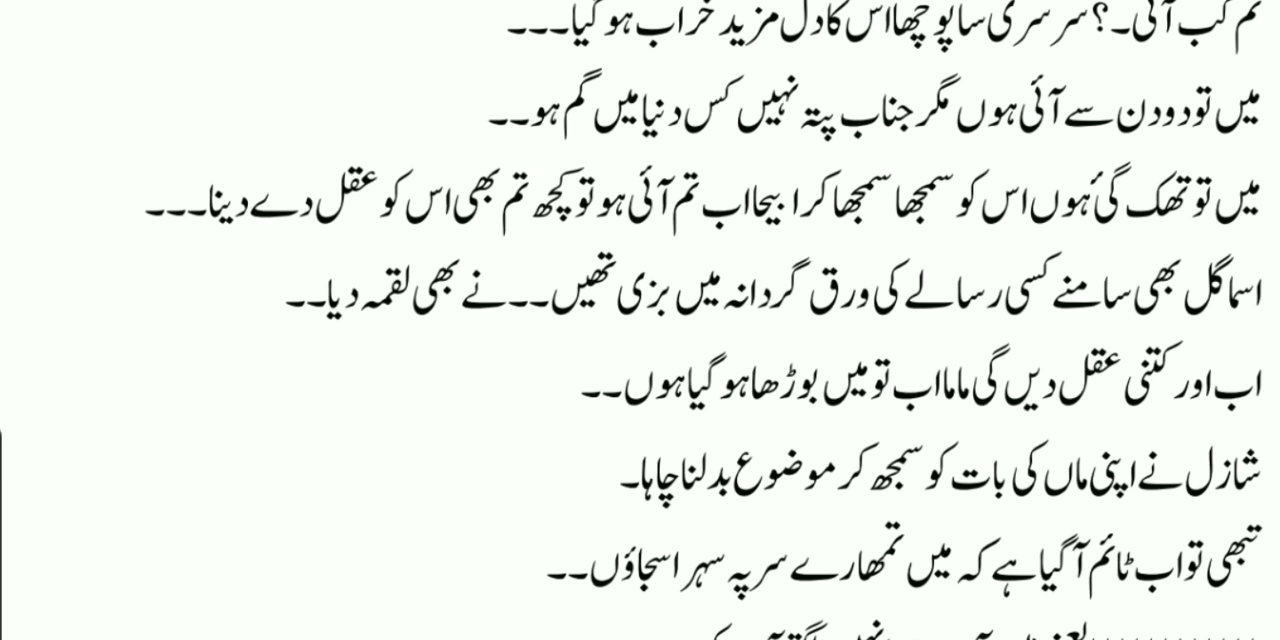 تم کب آئی۔؟ سرسری سا پوچھا اس کا دل مزید خراب ہو گیا۔۔۔
میں تو دو دن سے آئی ہوں مگر جناب پتہ نہیں کس دنیا میں گم ہو۔۔
میں تو تھک گئی ہوں اس کو سمجھا سمجھا کر ابیحا اب تم آئی ہو تو کچھ تم بھی اس کو عقل دے دینا۔۔۔
اسما گل بھی سامنے کسی رسالے کی ورق گردانہ میں بزی تھیں۔۔ نے بھی لقمہ دیا۔۔
اب اور کتنی عقل دیں گی ماما اب تو میں بوڑھا ہو گیا ہوں۔۔
شازل نے اپنی ماں کی بات کو سمجھ کر موضوع بدلنا چاہا۔
تبھی تو اب ٹائم آ گیا ہے کہ میں تمھارے سر پہ سہرا سجاؤں۔۔